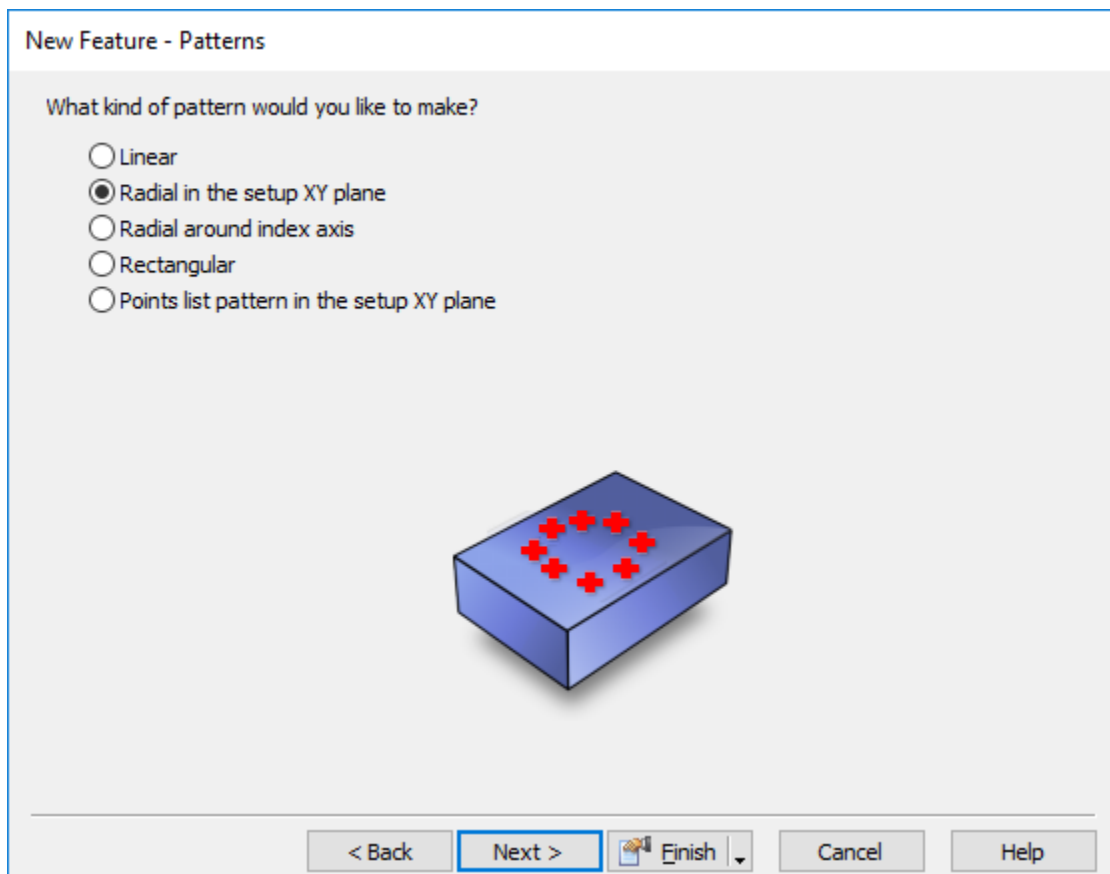 New Feature - Patterns
What kind of pattern would you like to make?
Linear
Radial in the setup XY plane
Radial around index axis
Rectangular
Points list pattern in the setup XY plane
< Back Next > Finish Cancel Help